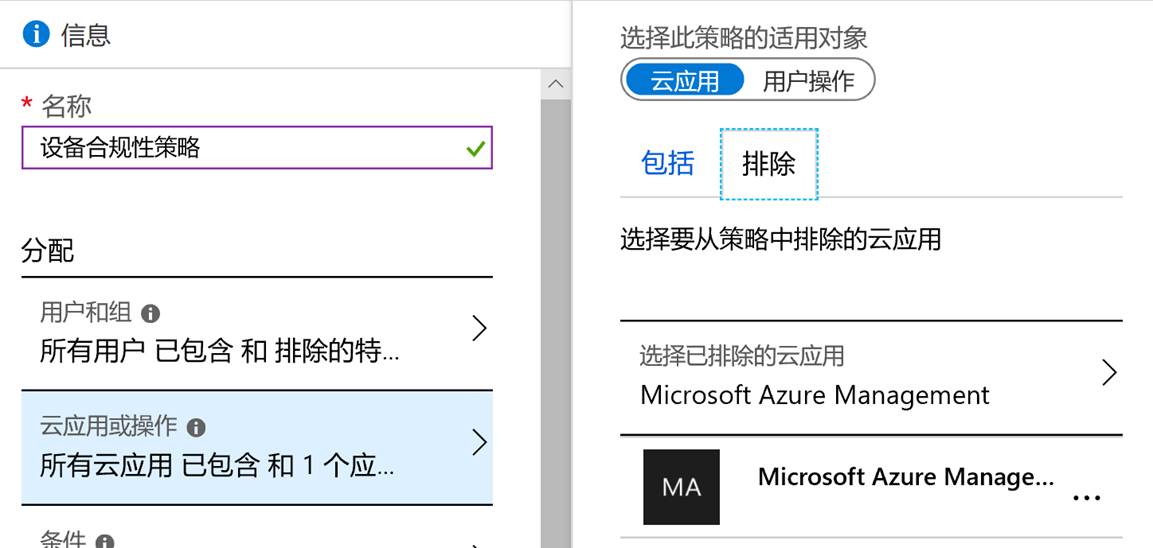 信息
* 名称
设备合规性策略
分配
用户和组
所有用户 已包含 和 排除的特...
云应用或操作
所有云应用 已包含 和 1 个应...
条件
选择此策略的适用对象
云应用 用户操作
包括 排除
选择要从策略中排除的云应用
选择已排除的云应用
Microsoft Azure Management
MA Microsoft Azure Manage...